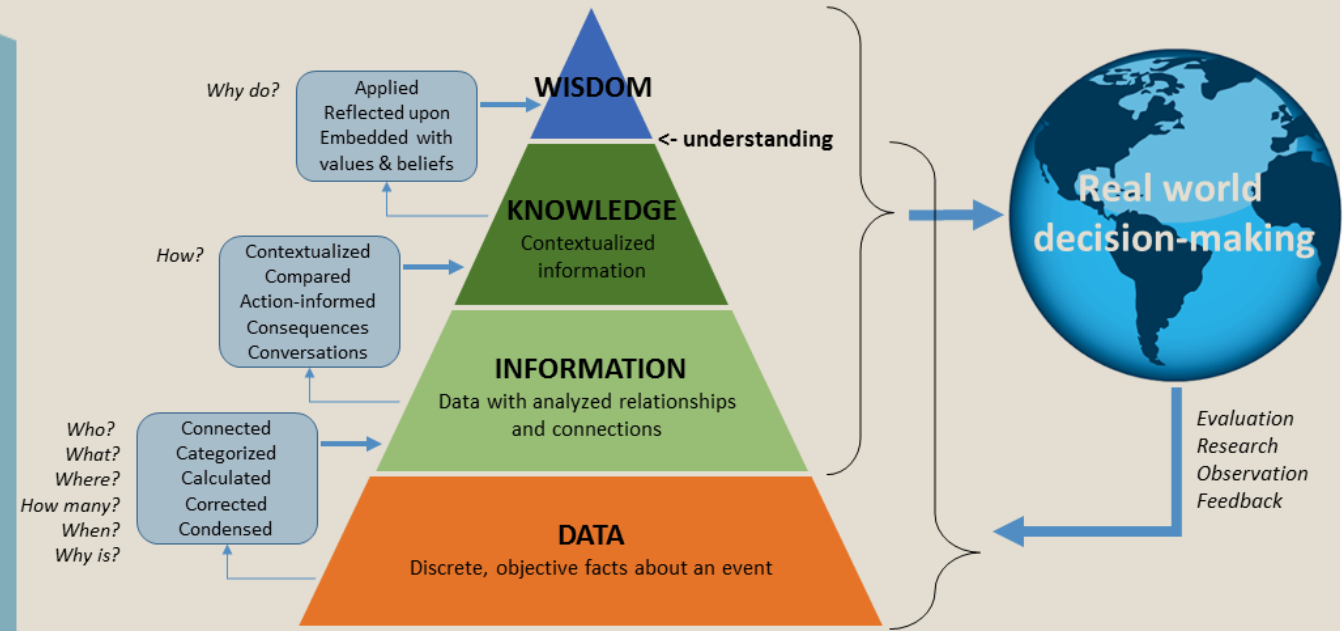 WISDOM
<- understanding
Why do?
Applied
Reflected upon
Embedded with
values & beliefs
KNOWLEDGE
Contextualized
information
How?
Contextualized
Compared
Action-informed
Consequences
Conversations
INFORMATION
Data with analyzed relationships
and connections
Who?
What?
Where?
How many?
When?
Why is?
Connected
Categorized
Calculated
Corrected
Condensed
DATA
Discrete, objective facts about an event
Real world
decision-making
Evaluation
Research
Observation
Feedback